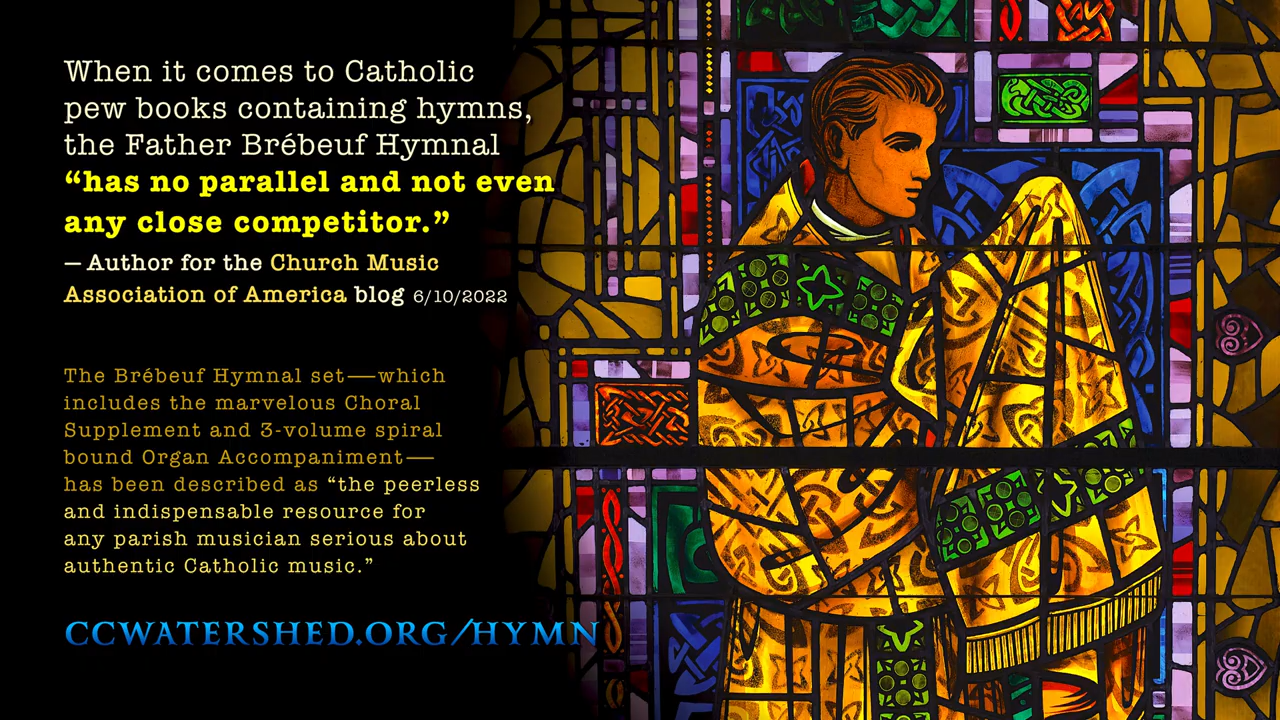 When it comes to Catholic
pew books containing hymns,
the Father Brébeuf Hymnal
“has no parallel and not even
any close competitor.”
— Author for the Church Music
Association of America blog 6/10/2022
The Brébeuf Hymnal set——which
includes the marvelous Choral
Supplement and 3-volume spiral
bound Organ Accompaniment——
has been described as “the peerless
and indispensable resource for
any parish musician serious about
authentic Catholic music.”
CCWATERSHED.ORG/HYMN